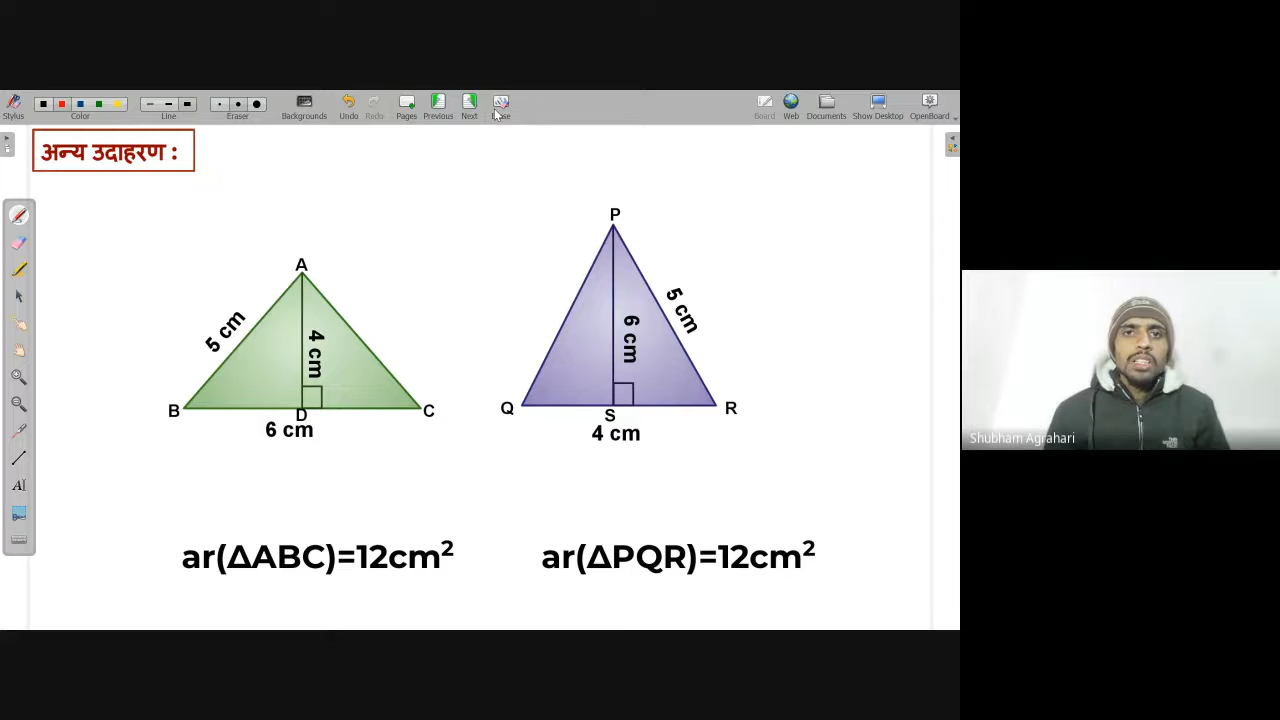 Stylus
Color
Line
Eraser
Backgrounds
Undo
Redo
Pages
Previous
Next
Board
Web
Documents
Show Desktop
OpenBoard
अन्य उदाहरण :
A
5 cm
4 cm
B
D
C
6 cm
P
5 cm
6 cm
Q
S
R
4 cm
ar(ΔABC)=12cm²
ar(ΔPQR)=12cm²
Shubham Agrahari